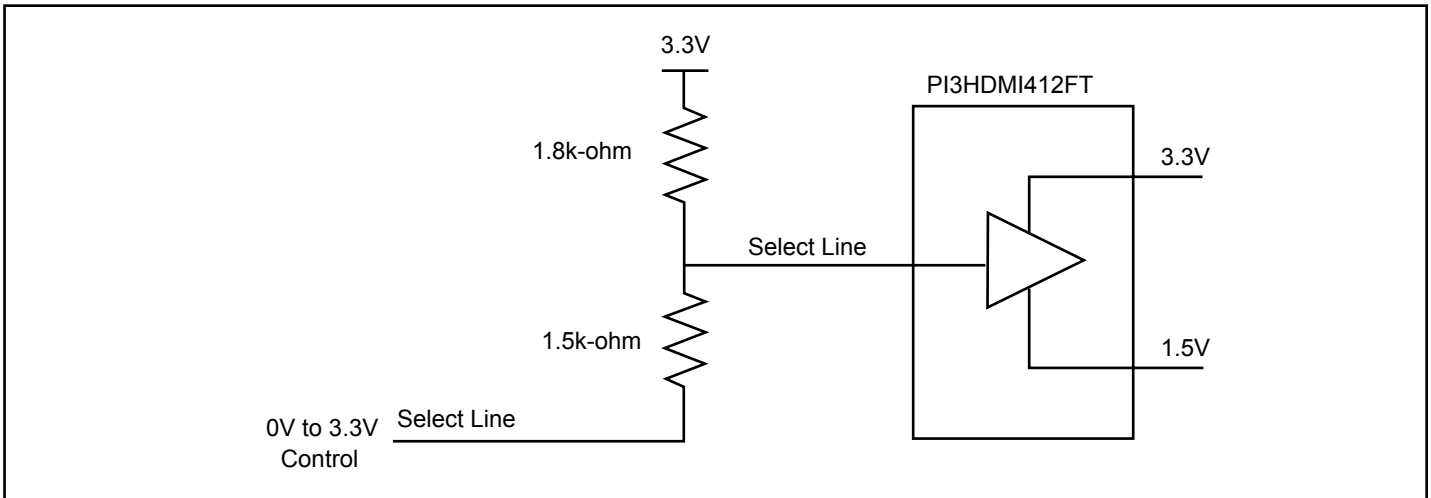 3.3V
PI3HDMI412FT
1.8k-ohm
3.3V
Select Line
1.5k-ohm
1.5V
0V to 3.3V
Control
Select Line